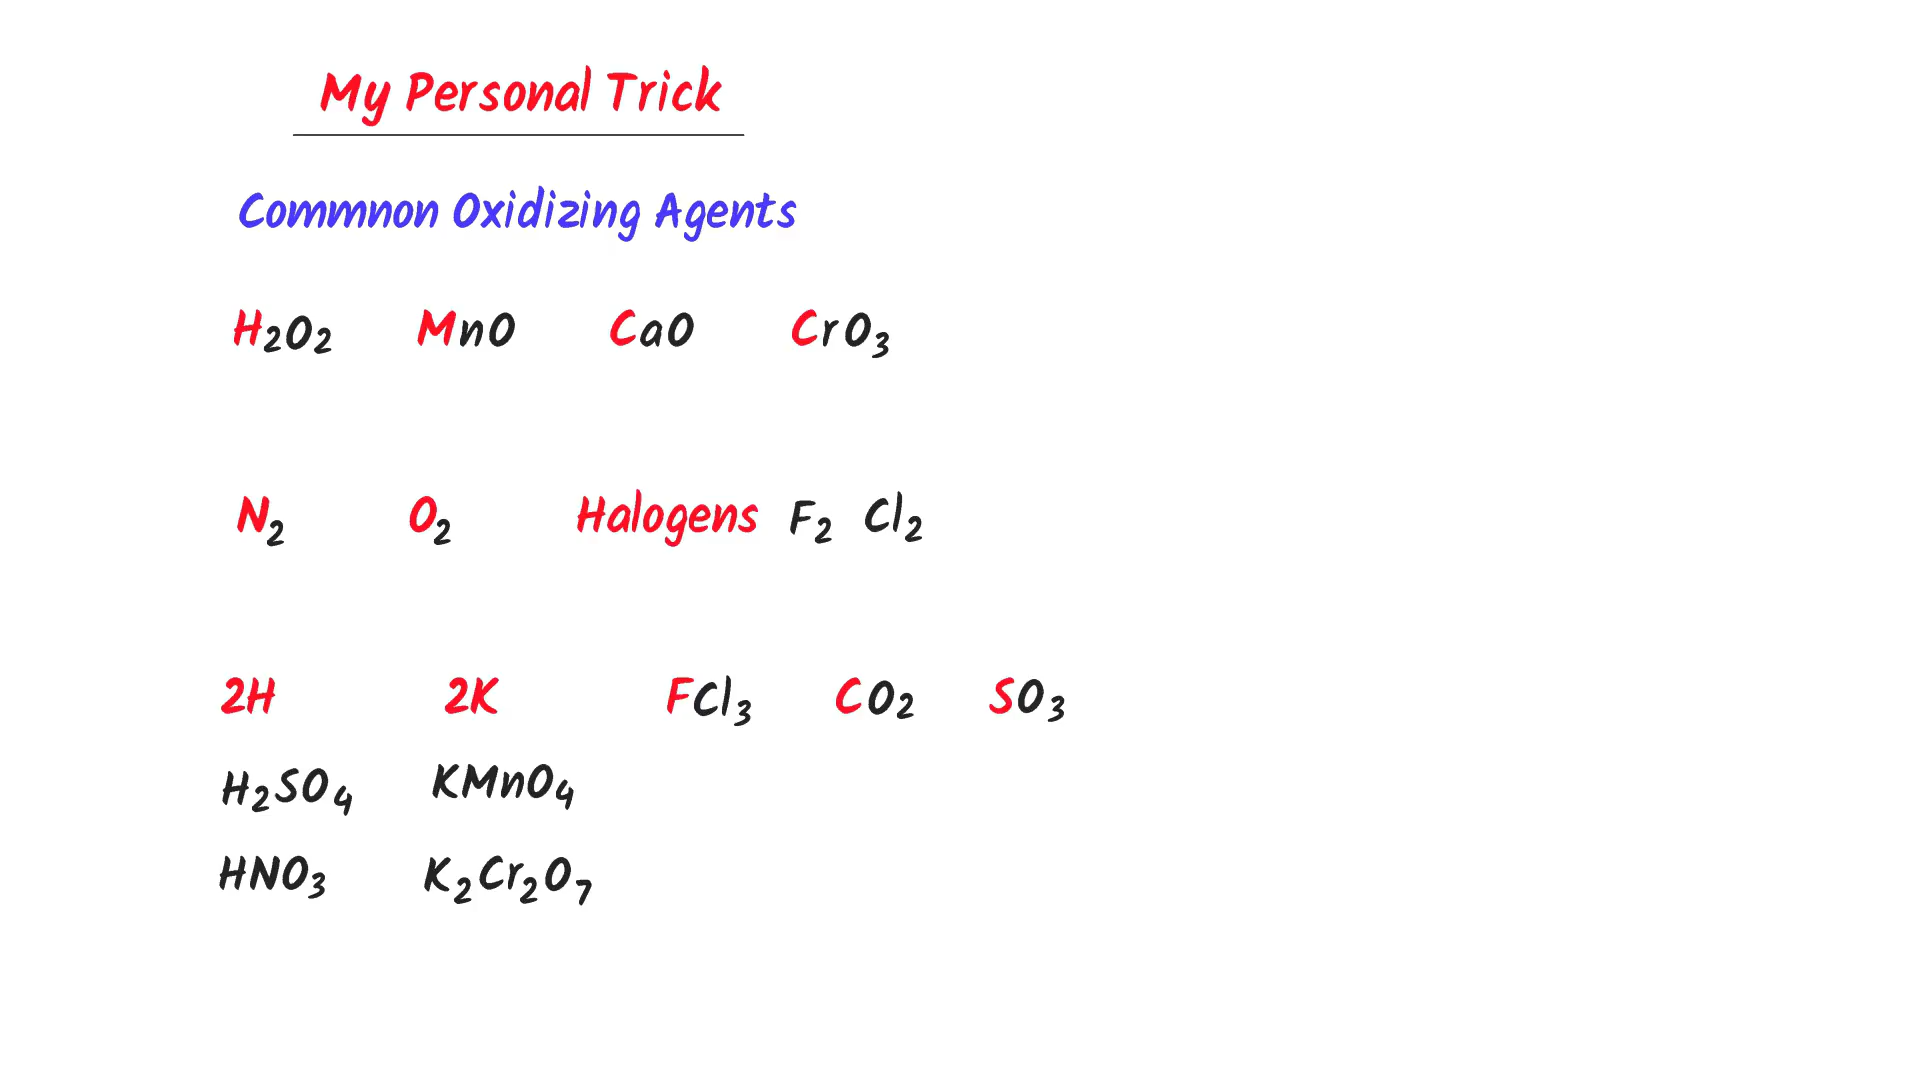 My Personal Trick
Commnon Oxidizing Agents
H₂O₂ MnO CaO CrO₃
N₂ O₂ Halogens F₂ Cl₂
2H 2K FCl₃ CO₂ SO₃
H₂SO₄ KMnO₄
HNO₃ K₂Cr₂O₇